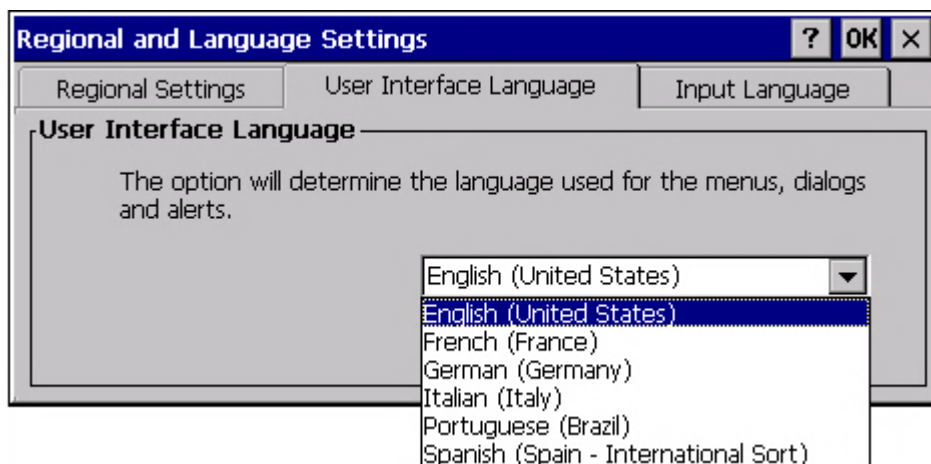 Regional and Language Settings ? OK ×
Regional Settings User Interface Language Input Language
User Interface Language
The option will determine the language used for the menus, dialogs
and alerts.
English (United States)
English (United States)
French (France)
German (Germany)
Italian (Italy)
Portuguese (Brazil)
Spanish (Spain - International Sort)